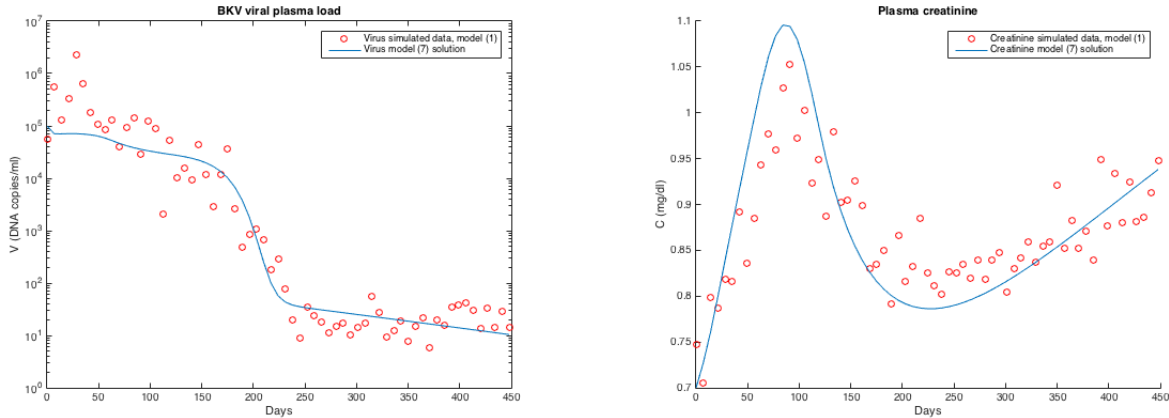 BKV viral plasma load
10^7
10^6
10^5
10^4
10^3
10^2
10^1
10^0
V (DNA copies/ml)
Virus simulated data, model (1)
Virus model (7) solution
0 50 100 150 200 250 300 350 400 450
Days
Plasma creatinine
1.1
1.05
1
0.95
0.9
0.85
0.8
0.75
0.7
C (mg/dl)
Creatinine simulated data, model (1)
Creatinine model (7) solution
0 50 100 150 200 250 300 350 400 450
Days